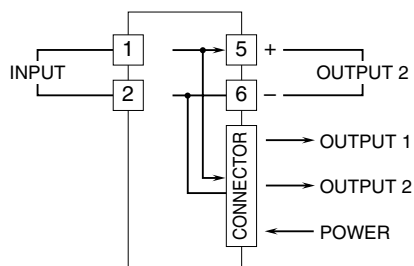 1
5
+
INPUT
OUTPUT 2
2
6
–
CONNECTOR
OUTPUT 1
OUTPUT 2
POWER